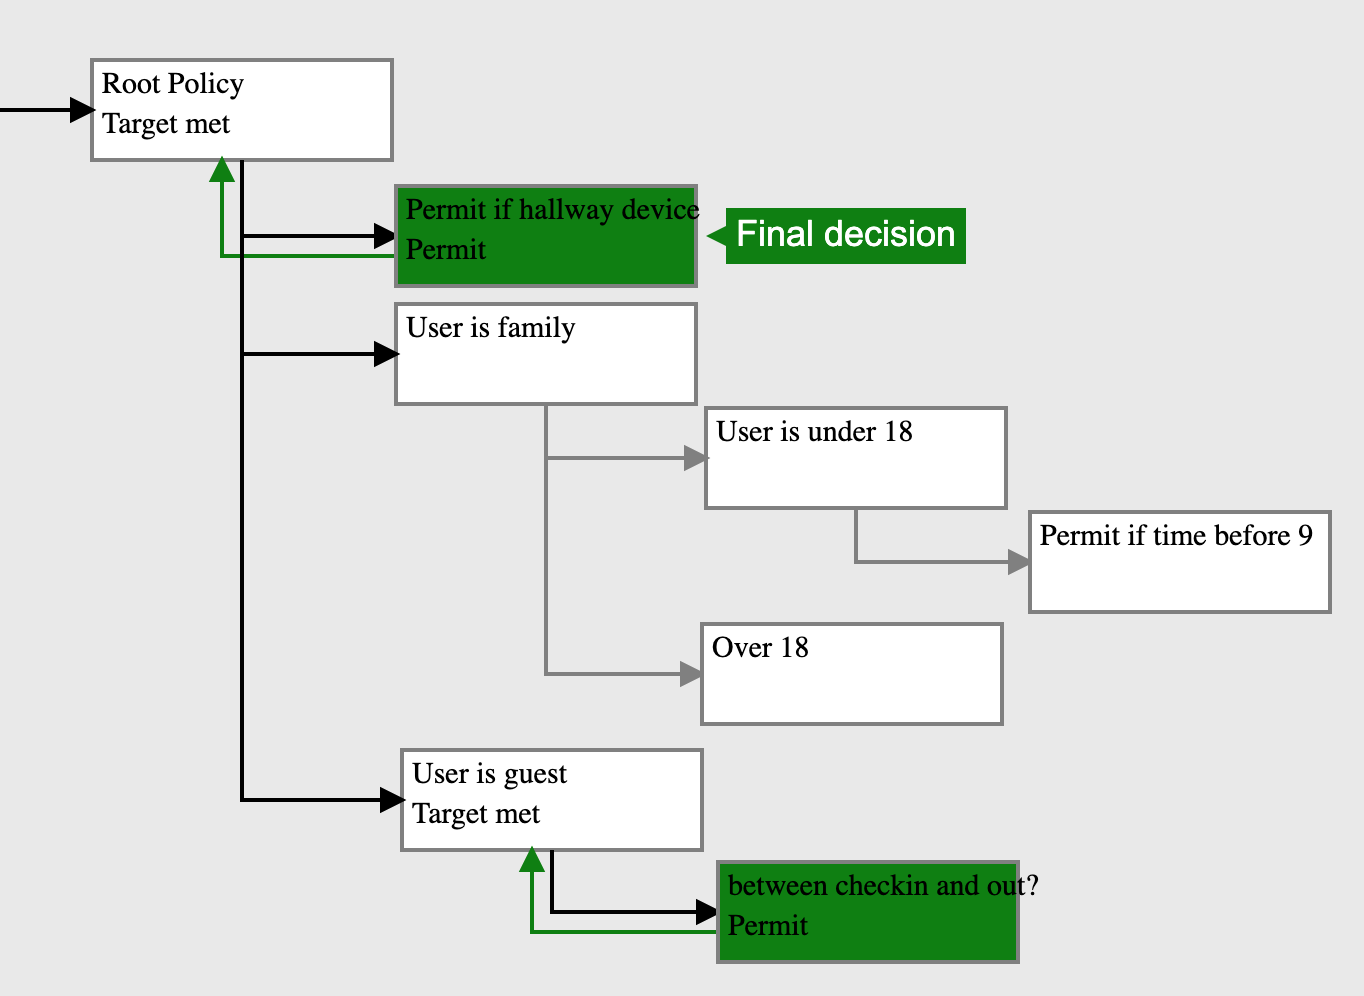 Root Policy
Target met
Permit if hallway device
Permit
Final decision
User is family
User is under 18
Permit if time before 9
Over 18
User is guest
Target met
between checkin and out?
Permit